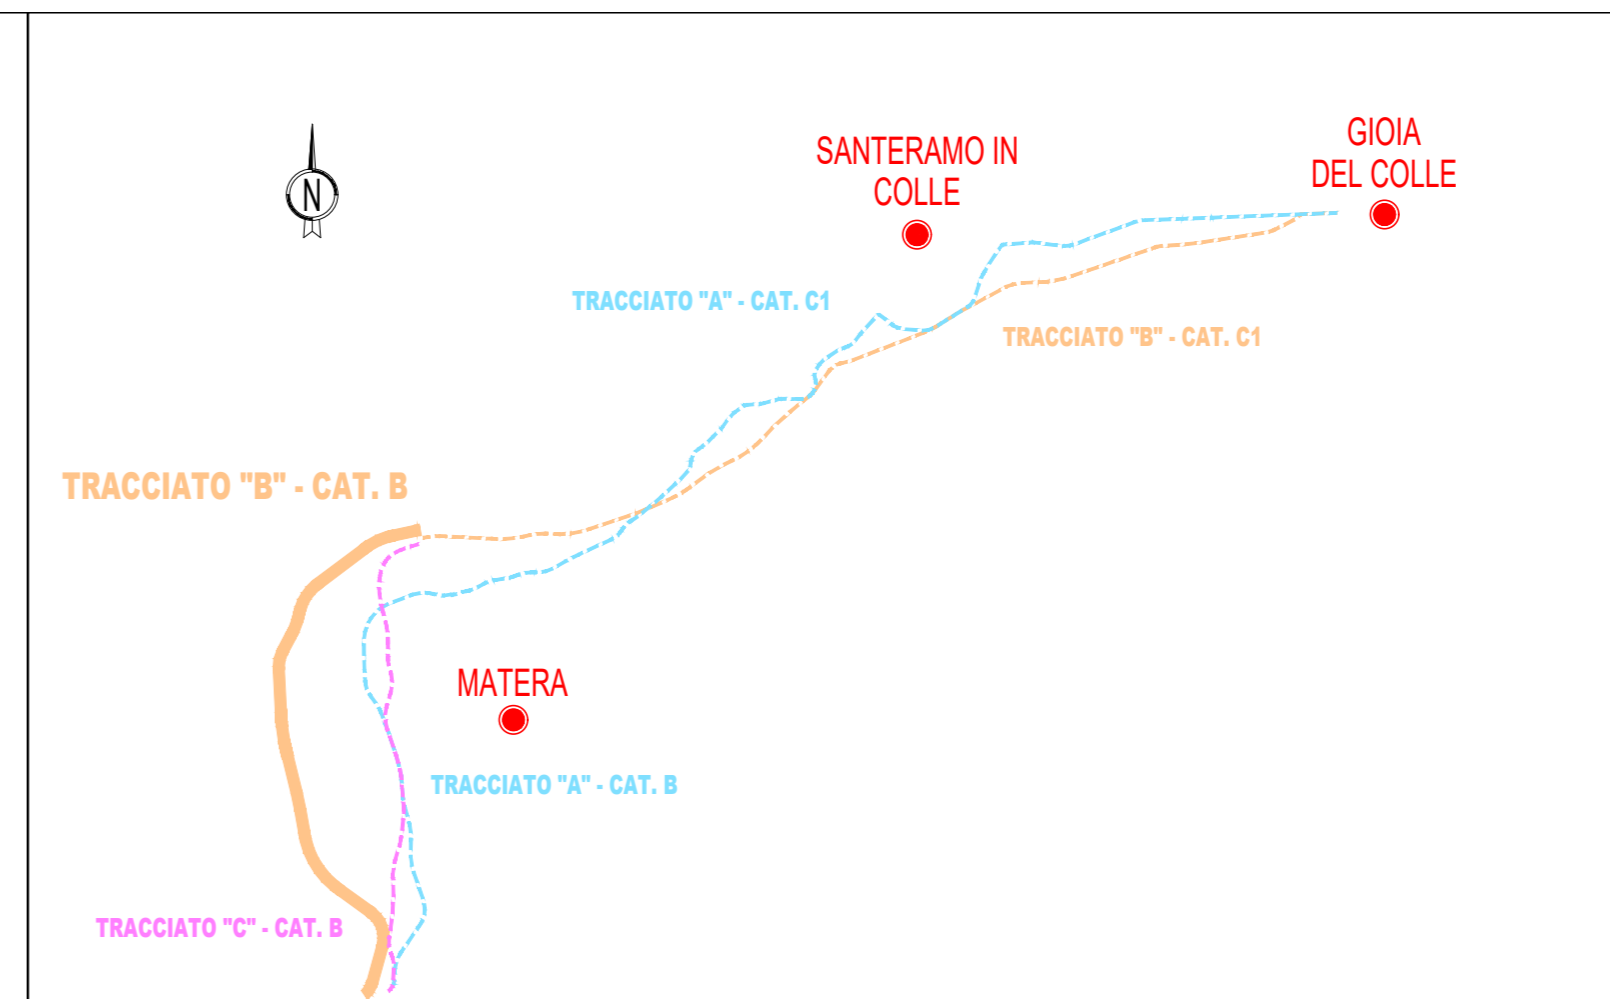 GIOIA
DEL COLLE
SANTERAMO IN
COLLE
N
TRACCIATO "A" - CAT. C1
TRACCIATO "B" - CAT. C1
TRACCIATO "B" - CAT. B
MATERA
TRACCIATO "A" - CAT. B
TRACCIATO "C" - CAT. B